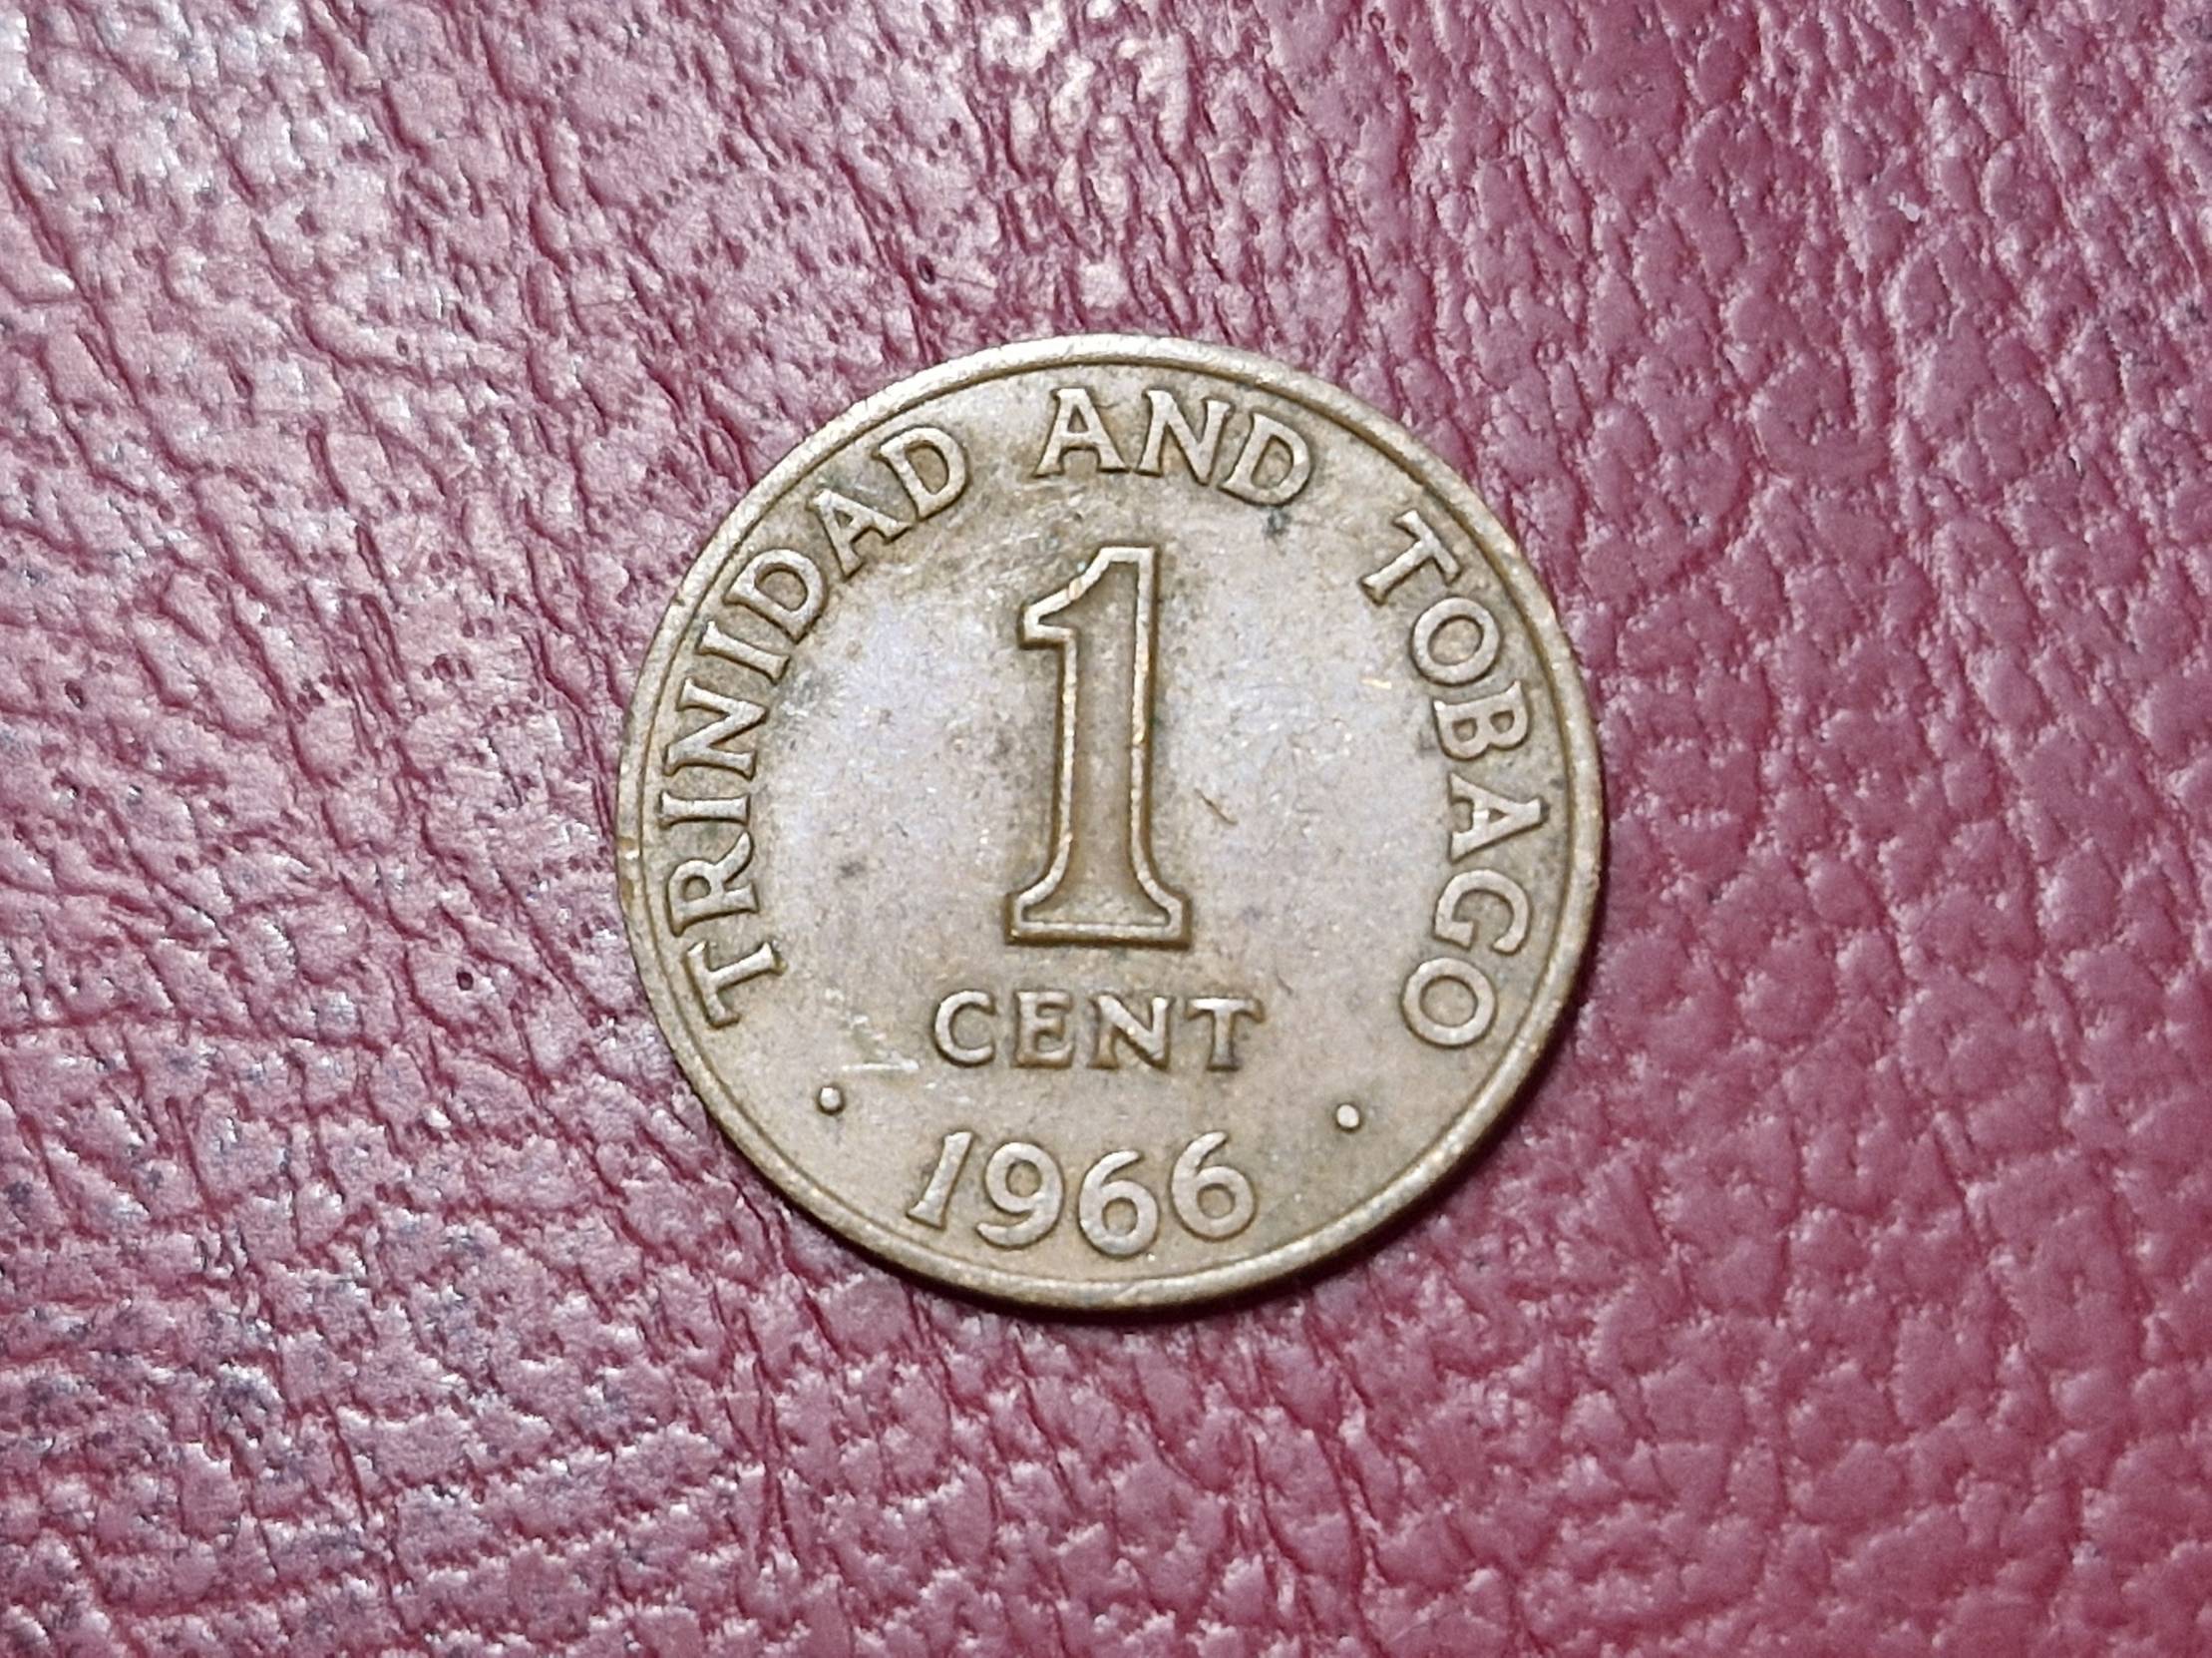 TRINIDAD AND TOBAGO
1
CENT
• 1966 •